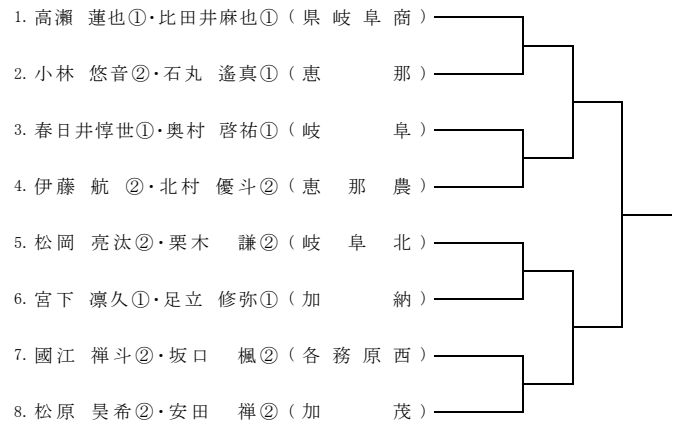 1. 高瀬 蓮也①・比田井麻也①(県岐阜商)
2. 小林 悠音②・石丸 遙真①(恵那)
3. 春日井惇世①・奥村 啓祐①(岐阜)
4. 伊藤 航 ②・北村 優斗②(恵那農)
5. 松岡 亮汰②・栗木 謙②(岐阜北)
6. 宮下 凛久①・足立 修弥①(加納)
7. 國江 禅斗②・坂口 楓②(各務原西)
8. 松原 昊希②・安田 禅②(加茂)